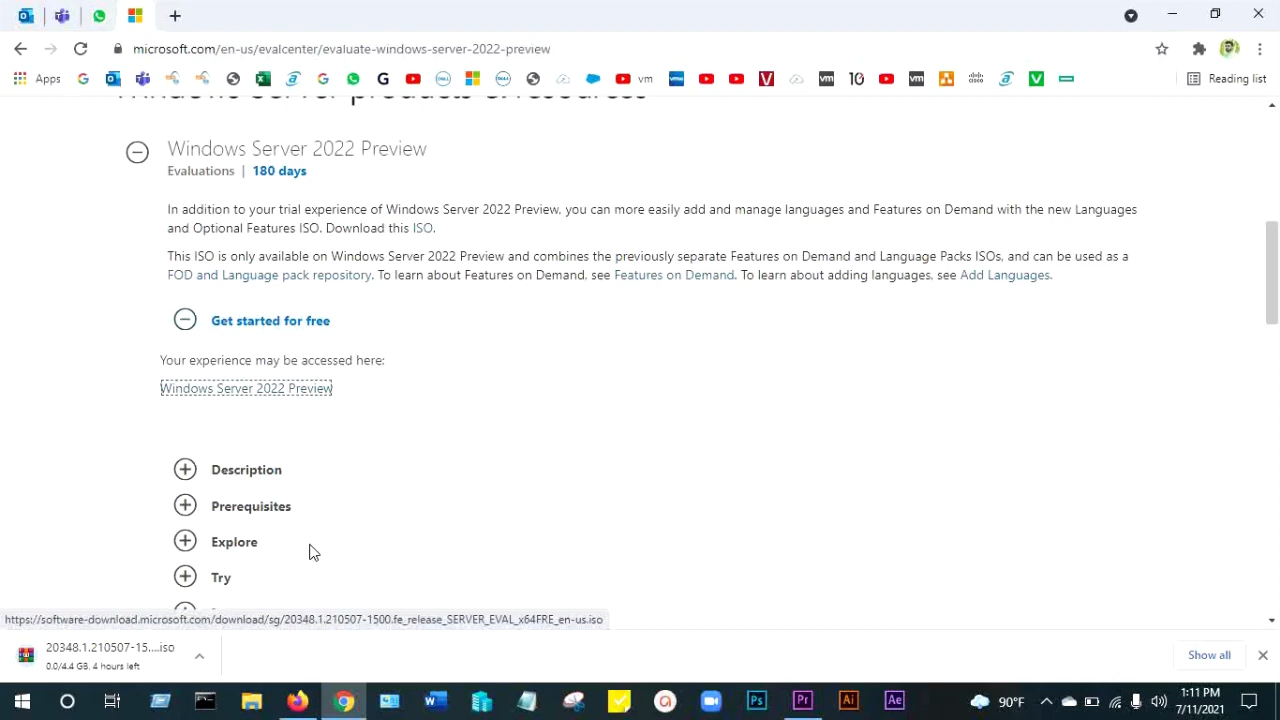 microsoft.com/en-us/evalcenter/evaluate-windows-server-2022-preview
Apps
vm
Reading list
Windows Server products & resources
Windows Server 2022 Preview
Evaluations | 180 days
In addition to your trial experience of Windows Server 2022 Preview, you can more easily add and manage languages and Features on Demand with the new Languages
and Optional Features ISO. Download this ISO.
This ISO is only available on Windows Server 2022 Preview and combines the previously separate Features on Demand and Language Packs ISOs, and can be used as a
FOD and Language pack repository. To learn about Features on Demand, see Features on Demand. To learn about adding languages, see Add Languages.
Get started for free
Your experience may be accessed here:
Windows Server 2022 Preview
Description
Prerequisites
Explore
Try
https://software-download.microsoft.com/download/sg/20348.1.210507-1500.fe_release_SERVER_EVAL_x64FRE_en-us.iso
20348.1.210507-15....iso
0.0/4.4 GB, 4 hours left
Show all
90°F
1:11 PM
7/11/2021